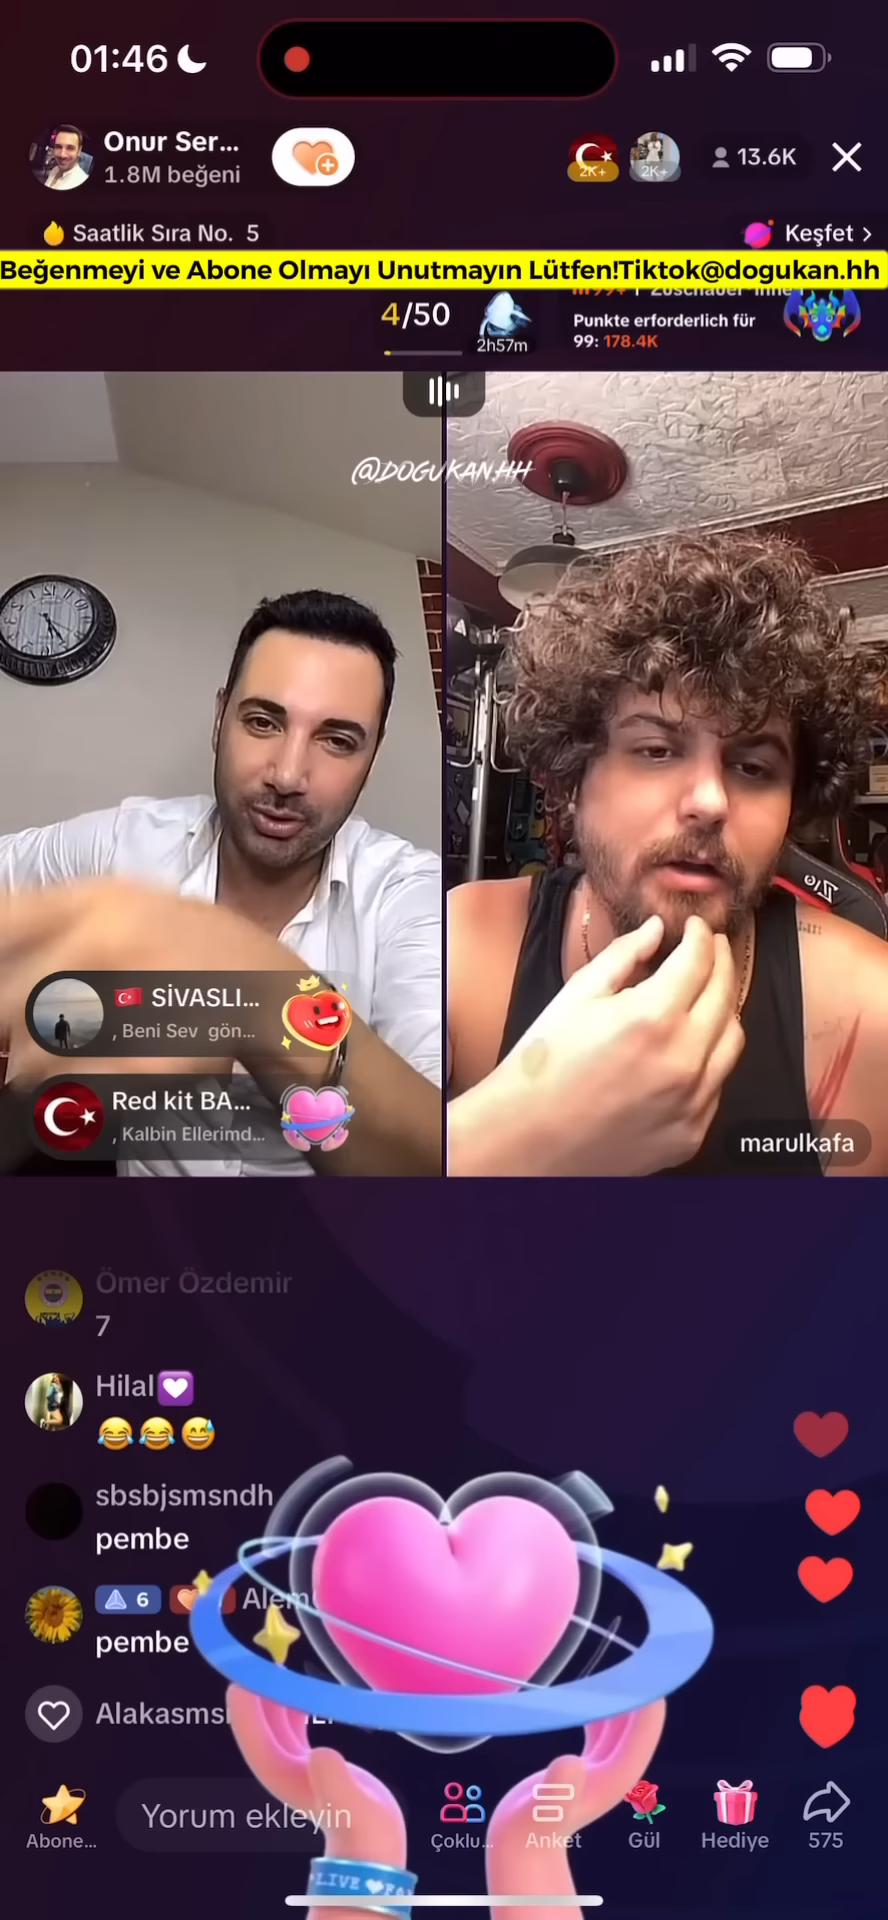 01:46
Onur Ser...
1.8M beğeni
2K+
2K+
13.6K
Saatlik Sıra No. 5
Keşfet >
Beğenmeyi ve Abone Olmayı Unutmayın Lütfen!Tiktok@dogukan.hh
4/50
2h57m
Punkte erforderlich für
99: 178.4K
@DOGUKAN.HH
SİVASLI...
, Beni Sev gön...
Red kit BA...
, Kalbin Ellerimd...
marulkafa
Ömer Özdemir
7
Hilal
sbsbjsmsndh
pembe
6
Alem
pembe
Alakasms
Yorum ekleyin
Abone...
Çoklu...
Anket
Gül
Hediye
575
LIVE